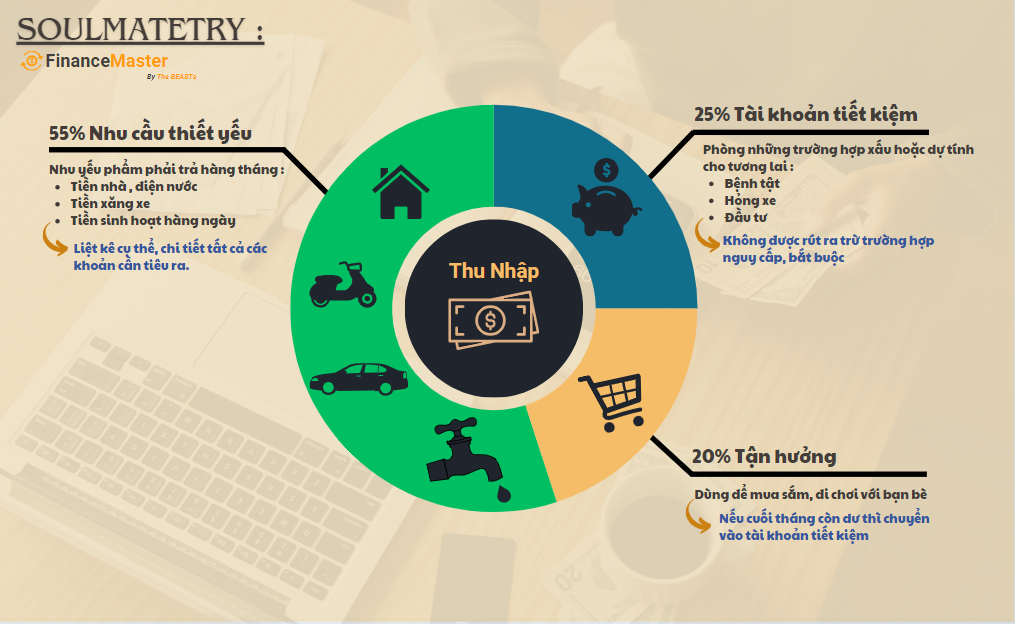 SOULMATETRY :
FinanceMaster
By The BEASTs
55% Nhu cầu thiết yếu
Nhu yếu phẩm phải trả hàng tháng :
• Tiền nhà , điện nước
• Tiền xăng xe
• Tiền sinh hoạt hàng ngày
Liệt kê cụ thể, chi tiết tất cả các
khoản cần tiêu ra.
Thu Nhập
25% Tài khoản tiết kiệm
Phòng những trường hợp xấu hoặc dự tính
cho tương lai :
• Bệnh tật
• Hỏng xe
• Đầu tư
Không được rút ra trừ trường hợp
nguy cấp, bắt buộc
20% Tận hưởng
Dùng để mua sắm, đi chơi với bạn bè
Nếu cuối tháng còn dư thì chuyển
vào tài khoản tiết kiệm